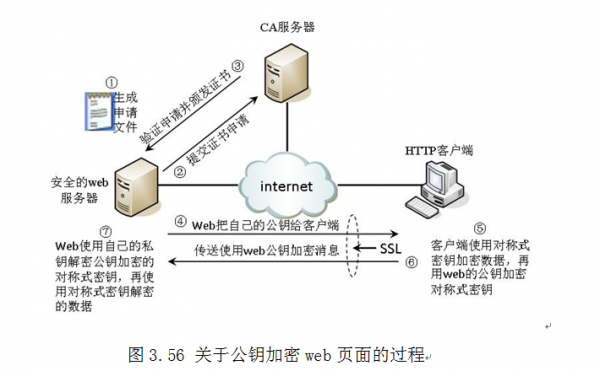 CA服务器
①
生成
申请
文件
③
验证申请并颁发证书
②
提交证书申请
安全的web
服务器
internet
HTTP客户端
④
Web把自己的公钥给客户端
SSL
传送使用web公钥加密消息
⑥
⑤
客户端使用对称式
密钥加密数据，再
用web的公钥加密
对称式密钥
⑦
Web使用自己的私
钥解密公钥加密的
对称式密钥，再使
用对称式密钥解密
的数据
图 3.56 关于公钥加密 web 页面的过程